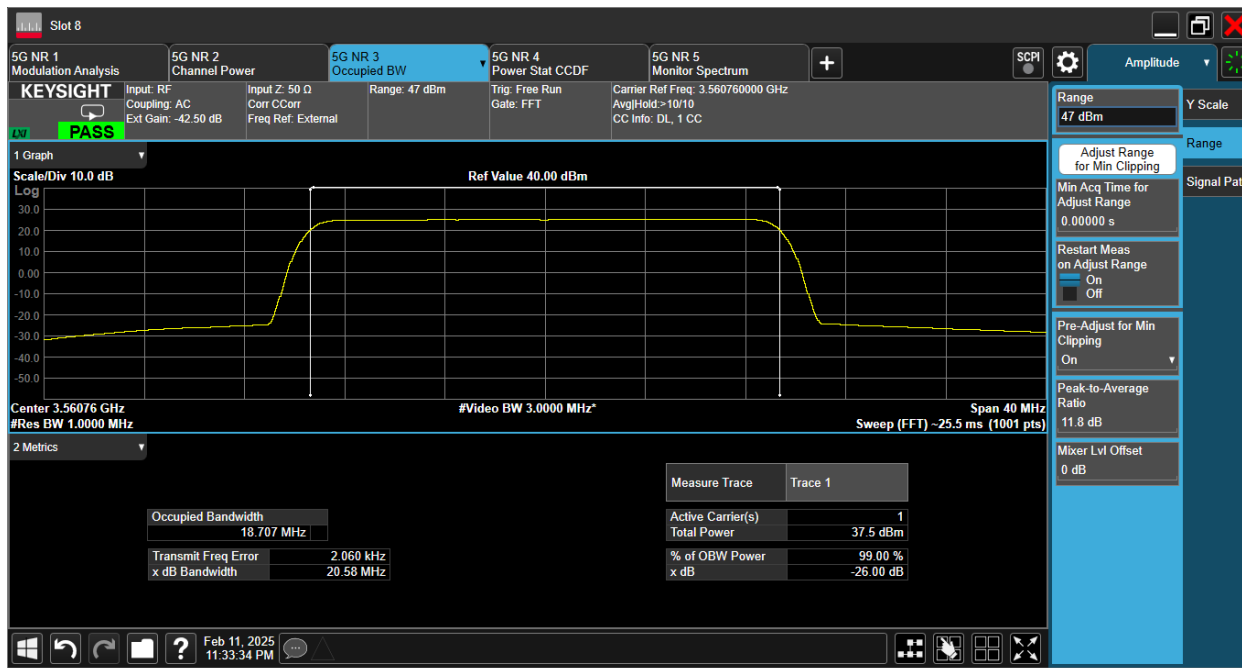 Slot 8
5G NR 1
Modulation Analysis
5G NR 2
Channel Power
5G NR 3
Occupied BW
5G NR 4
Power Stat CCDF
5G NR 5
Monitor Spectrum
SCPI
Amplitude
KEYSIGHT
LXI
PASS
Input: RF
Coupling: AC
Ext Gain: -42.50 dB
Input Z: 50 Ω
Corr CCorr
Freq Ref: External
Range: 47 dBm
Trig: Free Run
Gate: FFT
Carrier Ref Freq: 3.560760000 GHz
Avg|Hold:>10/10
CC Info: DL, 1 CC
1 Graph
Scale/Div 10.0 dB
Ref Value 40.00 dBm
Log
30.0
20.0
10.0
0.00
-10.0
-20.0
-30.0
-40.0
-50.0
Center 3.56076 GHz
#Video BW 3.0000 MHz*
Span 40 MHz
#Res BW 1.0000 MHz
Sweep (FFT) ~25.5 ms (1001 pts)
2 Metrics
Measure Trace Trace 1
Occupied Bandwidth
18.707 MHz
Active Carrier(s) 1
Total Power 37.5 dBm
Transmit Freq Error 2.060 kHz
x dB Bandwidth 20.58 MHz
% of OBW Power 99.00 %
x dB -26.00 dB
Range
47 dBm
Adjust Range
for Min Clipping
Min Acq Time for
Adjust Range
0.00000 s
Restart Meas
on Adjust Range
On
Off
Pre-Adjust for Min
Clipping
On
Peak-to-Average
Ratio
11.8 dB
Mixer Lvl Offset
0 dB
Y Scale
Range
Signal Pat
?
Feb 11, 2025
11:33:34 PM